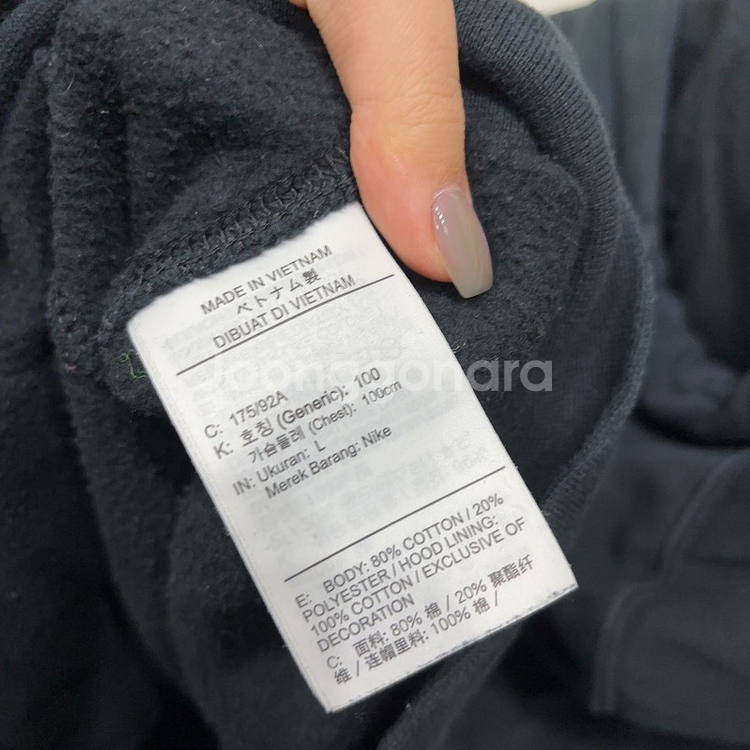 MADE IN VIETNAM
ベトナム製
DIBUAT DI VIETNAM
Joonggonara
C: 175/92A
K: 호칭 (Generic): 100
가슴둘레 (Chest): 100cm
IN: Ukuran: L
Merek Barang: Nike
E: BODY: 80% COTTON / 20%
POLYESTER / HOOD LINING:
100% COTTON / EXCLUSIVE OF
DECORATION
C: 面料: 80% 棉 / 20% 聚酯纤
维 / 连帽里料: 100% 棉 /